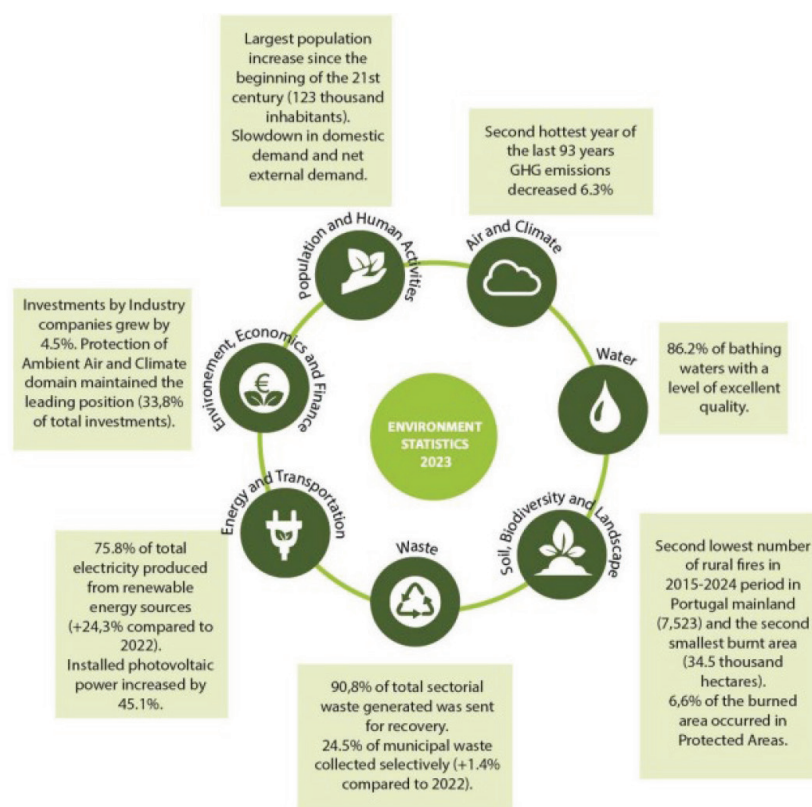 Largest population
increase since the
beginning of the 21st
century (123 thousand
inhabitants).
Slowdown in domestic
demand and net
external demand.
Second hottest year of
the last 93 years
GHG emissions
decreased 6.3%
Population and Human Activities
Air and Climate
Investments by Industry
companies grew by
4.5%. Protection of
Ambient Air and Climate
domain maintained the
leading position (33,8%
of total investments).
Environement, Economics and Finance
€
Water
86.2% of bathing
waters with a
level of excellent
quality.
ENVIRONMENT
STATISTICS
2023
Energy and Transportation
Waste
Soil, Biodiversity and Landscape
75.8% of total
electricity produced
from renewable
energy sources
(+24,3% compared to
2022).
Installed photovoltaic
power increased by
45.1%.
90,8% of total sectorial
waste generated was sent
for recovery.
24.5% of municipal waste
collected selectively (+1.4%
compared to 2022).
Second lowest number
of rural fires in
2015-2024 period in
Portugal mainland
(7,523) and the second
smallest burnt area
(34.5 thousand
hectares).
6,6% of the burned
area occurred in
Protected Areas.